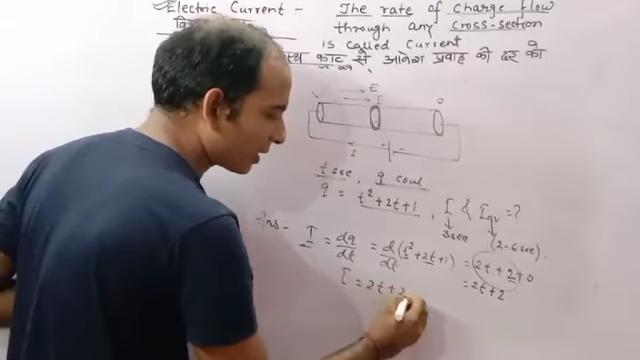 Electric Current :- The rate of charge flow
through any cross-section
is called Current
काट से आवेश प्रवाह की दर को
E
I
+ -
t sec, q coul
q = t²+2t+1, I & Iav = ?
3sec (2-6 sec).
Ans- I = dq/dt = d/dt (t²+2t+1) = 2t+2+0
= 2t+2
I = 2t+2